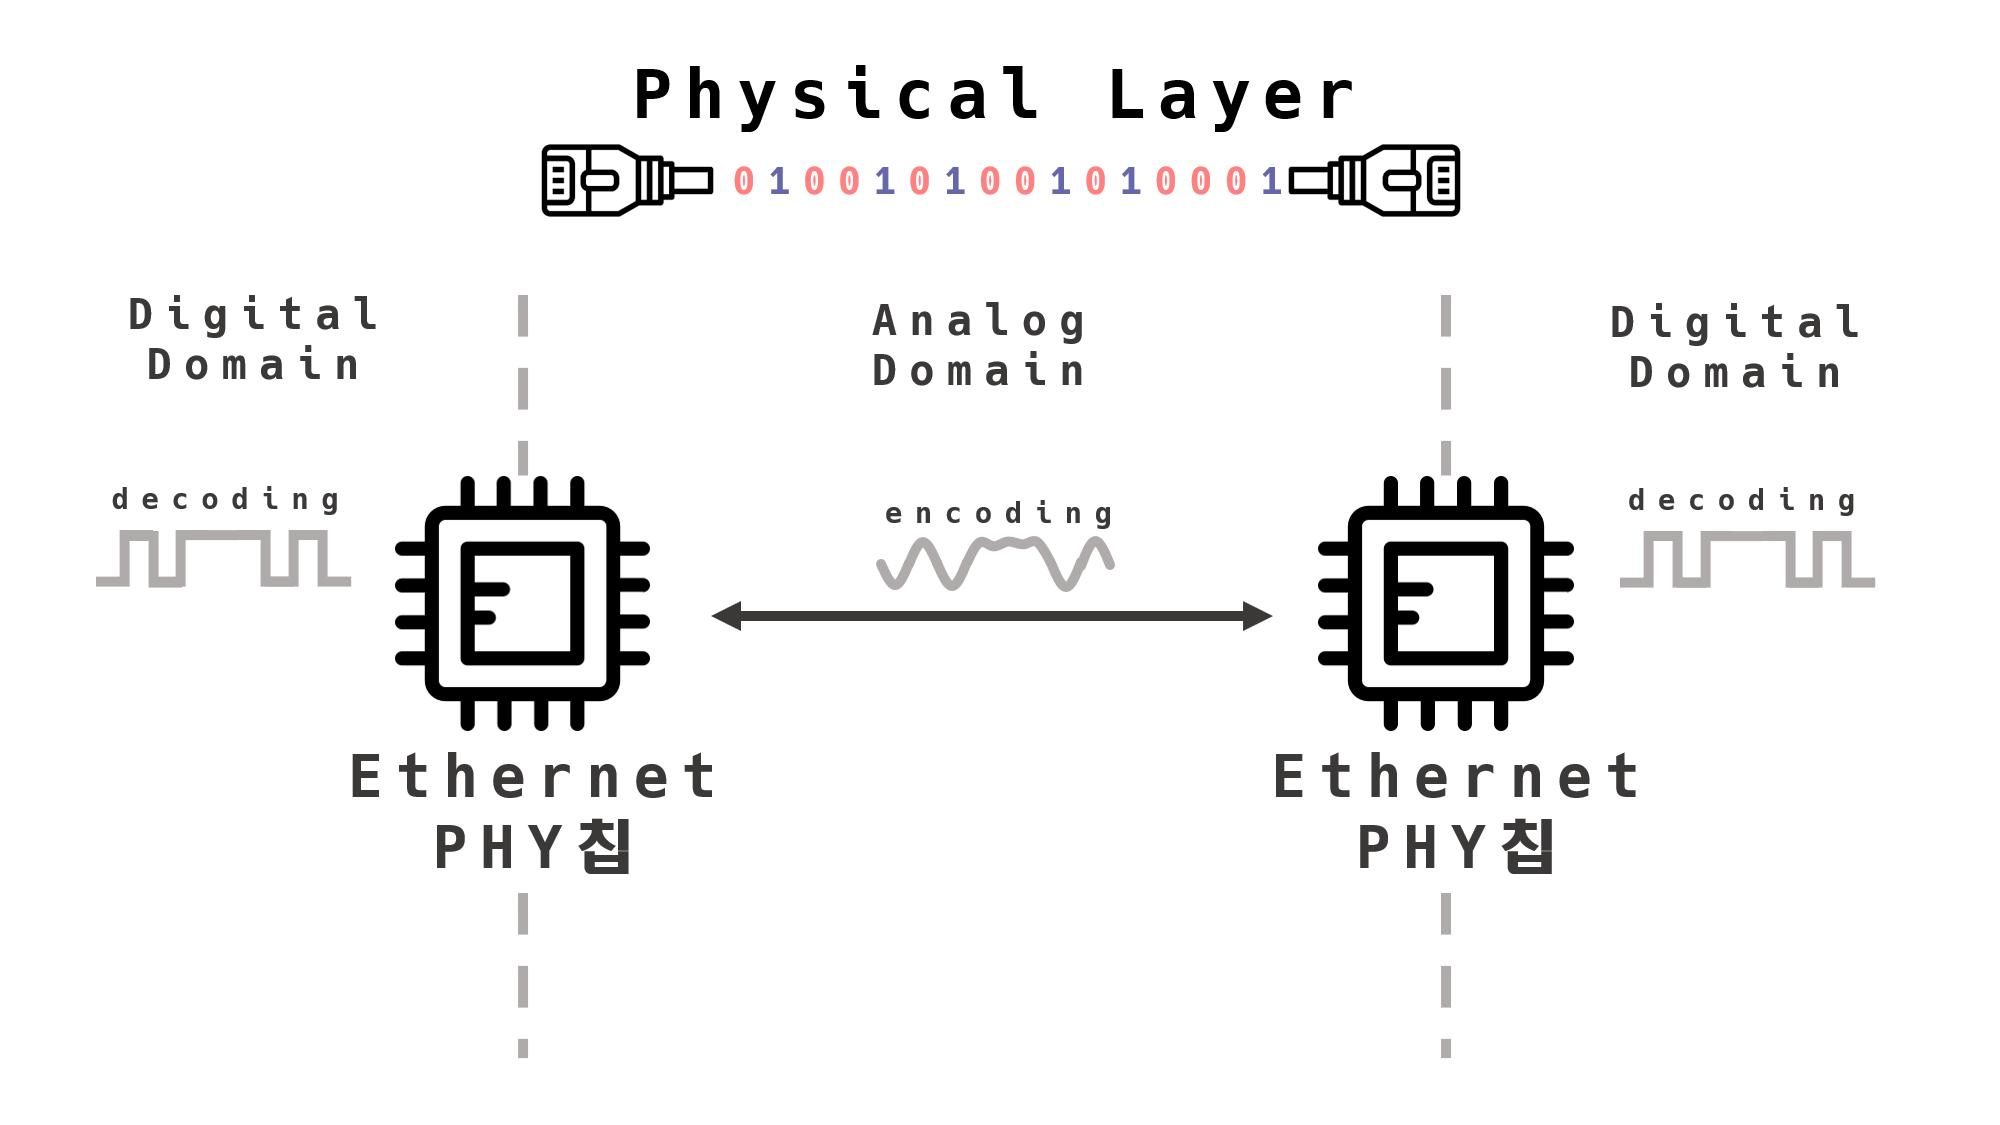 Physical Layer
0100101001010001
Digital
Domain
Analog
Domain
Digital
Domain
decoding
encoding
decoding
Ethernet
PHY칩
Ethernet
PHY칩